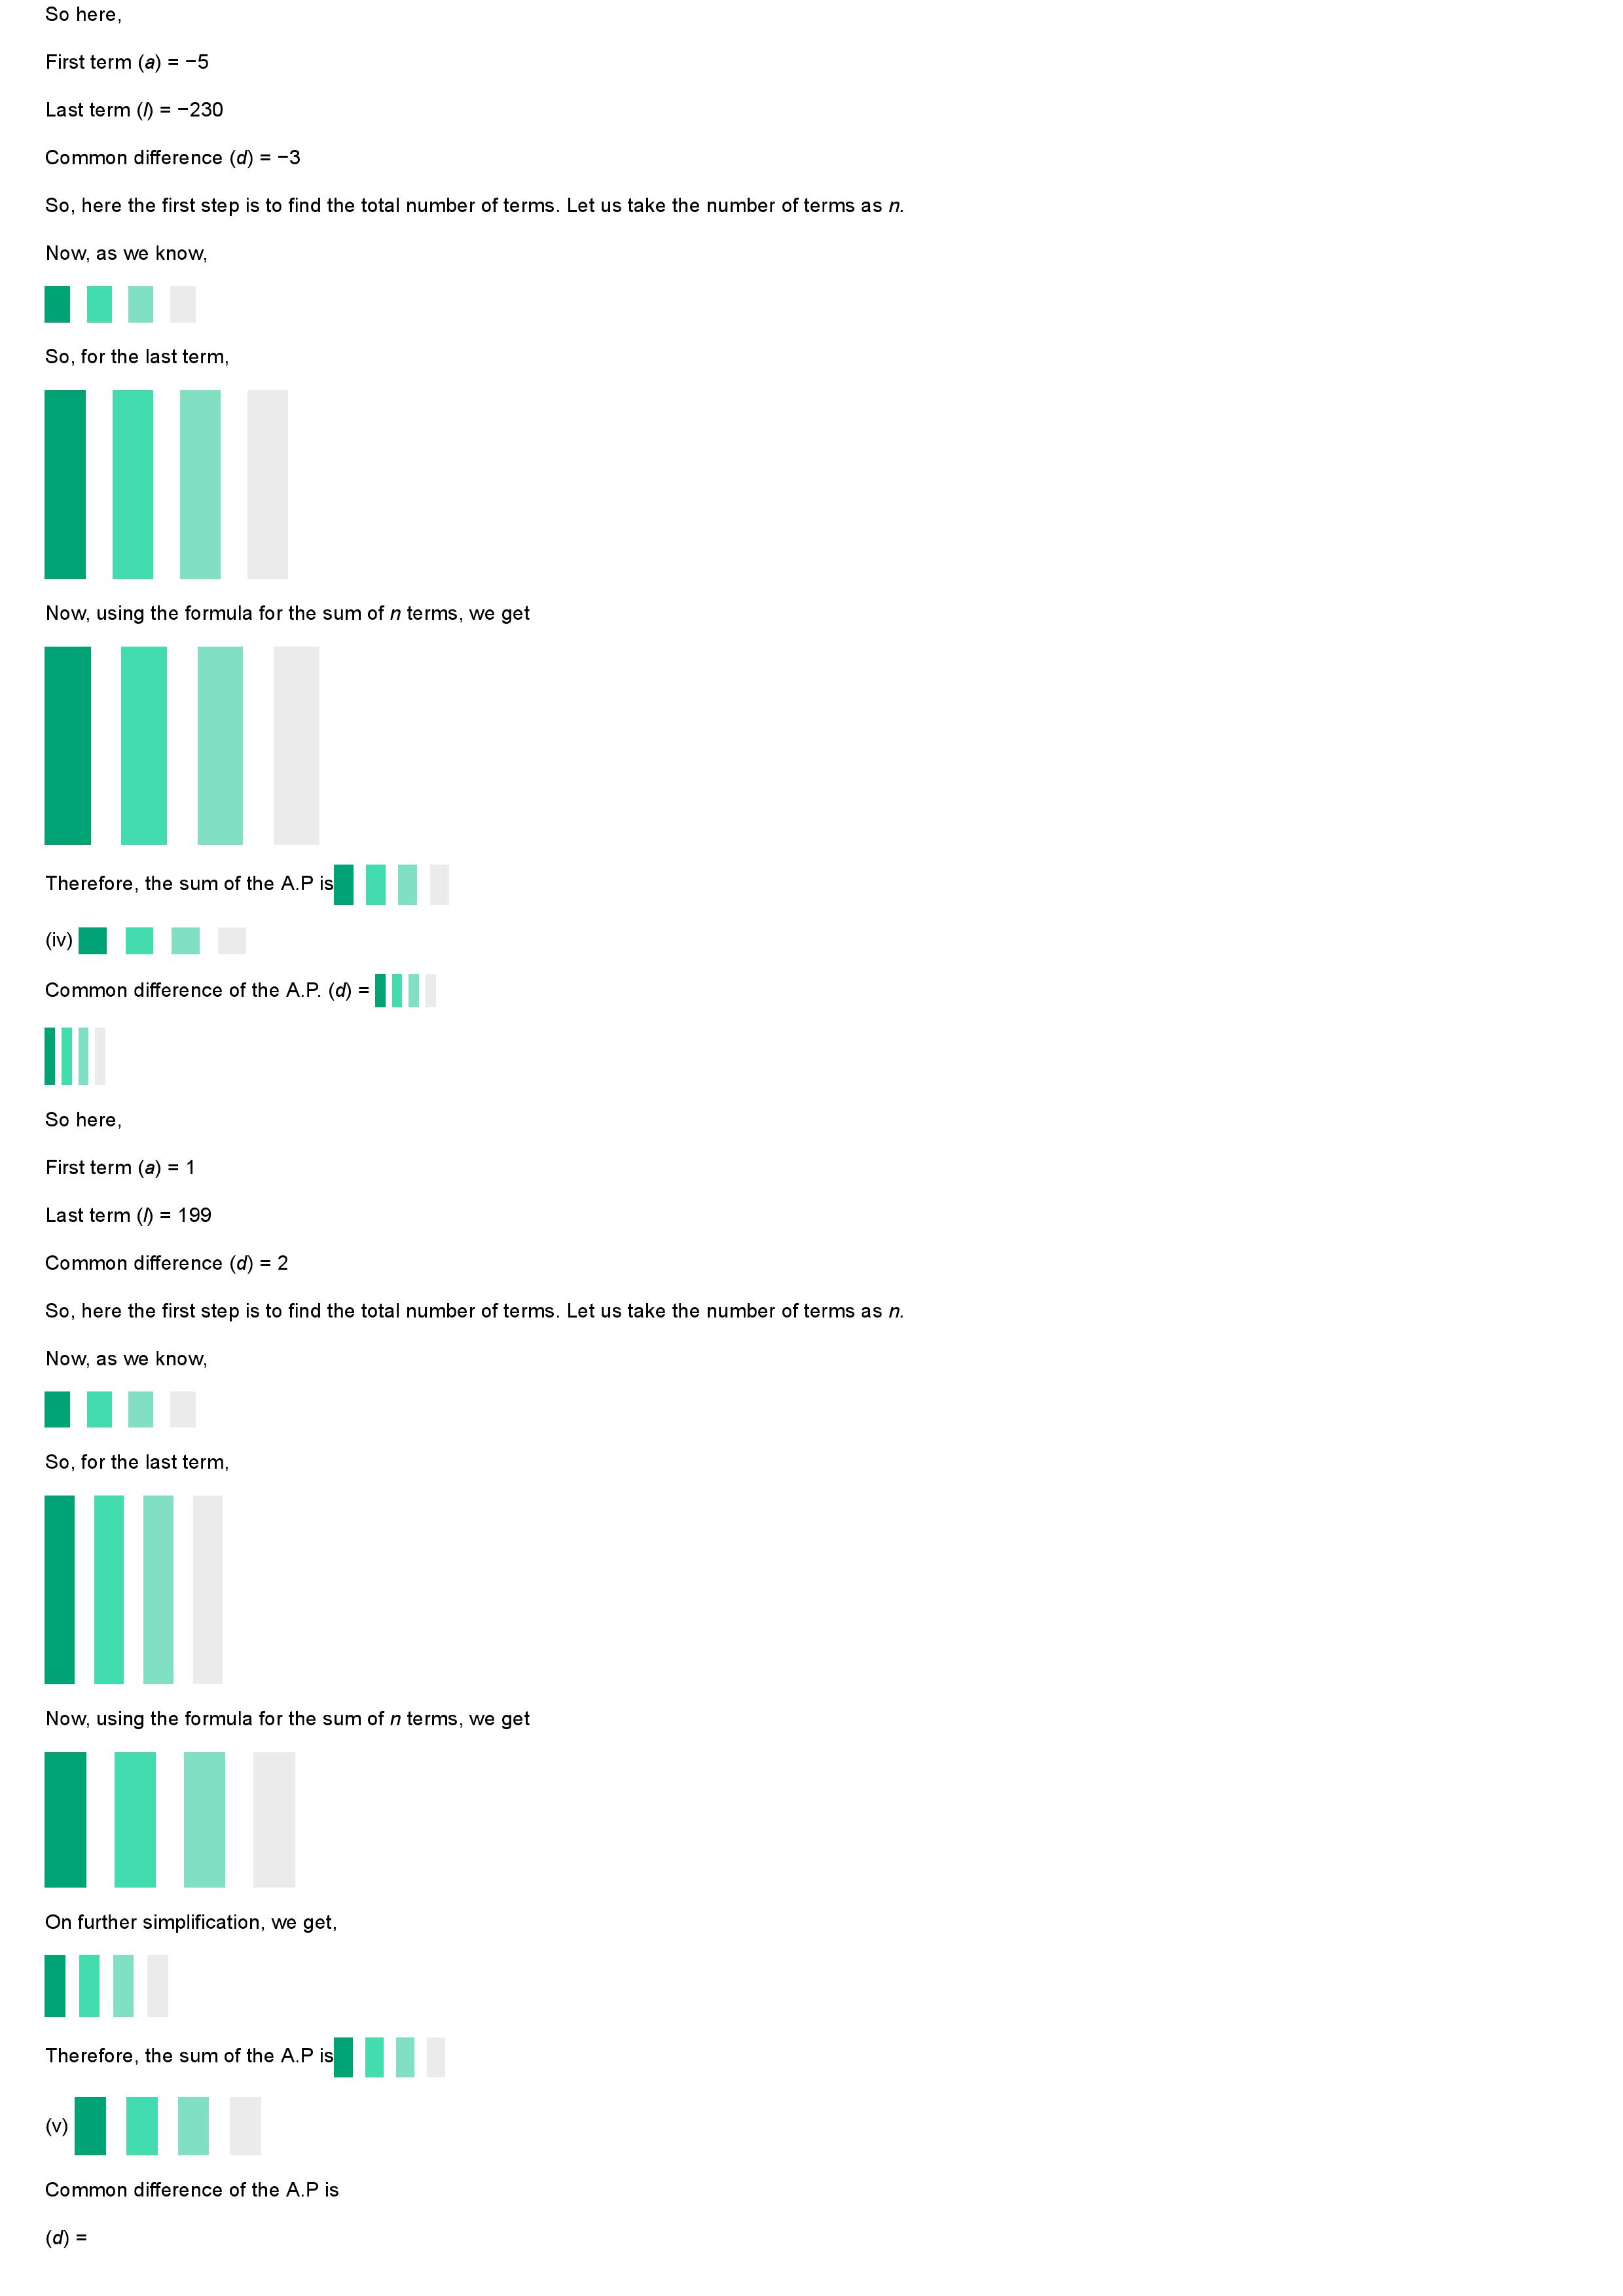 So here,
First term (a) = −5
Last term (l) = −230
Common difference (d) = −3
So, here the first step is to find the total number of terms. Let us take the number of terms as n.
Now, as we know,
So, for the last term,
Now, using the formula for the sum of n terms, we get
Therefore, the sum of the A.P is
(iv)
Common difference of the A.P. (d) =
So here,
First term (a) = 1
Last term (l) = 199
Common difference (d) = 2
So, here the first step is to find the total number of terms. Let us take the number of terms as n.
Now, as we know,
So, for the last term,
Now, using the formula for the sum of n terms, we get
On further simplification, we get,
Therefore, the sum of the A.P is
(v)
Common difference of the A.P is
(d) =